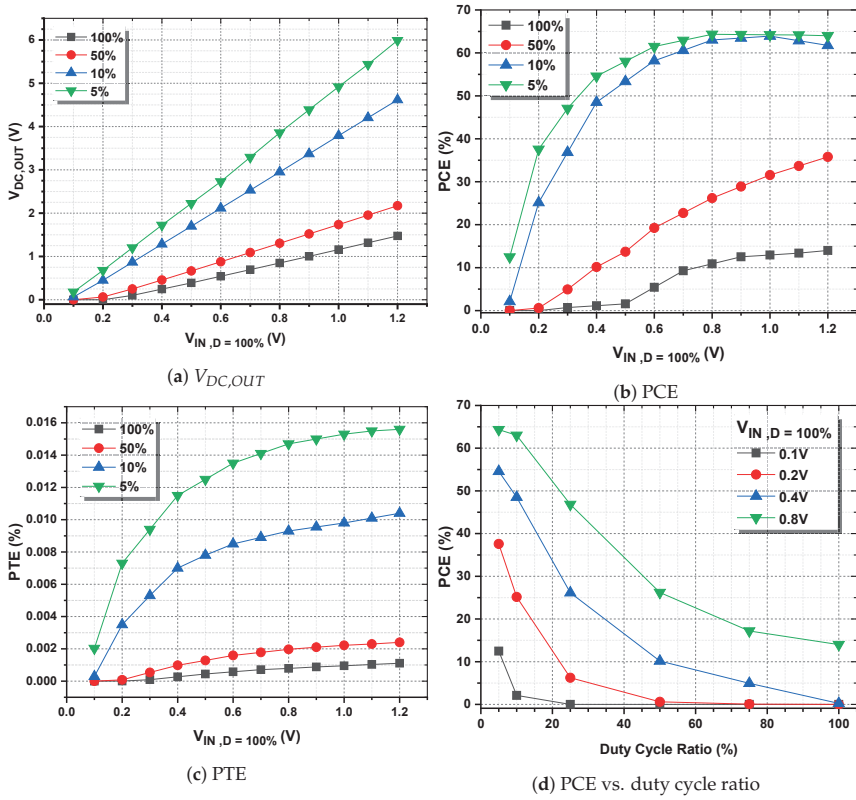 100%
50%
10%
5%
V_DC,OUT (V)
6
5
4
3
2
1
0
0.0 0.2 0.4 0.6 0.8 1.0 1.2
V_IN ,D = 100% (V)
(a) V_DC,OUT
100%
50%
10%
5%
PCE (%)
70
60
50
40
30
20
10
0
0.0 0.2 0.4 0.6 0.8 1.0 1.2
V_IN ,D = 100% (V)
(b) PCE
100%
50%
10%
5%
PTE (%)
0.016
0.014
0.012
0.010
0.008
0.006
0.004
0.002
0.000
0.0 0.2 0.4 0.6 0.8 1.0 1.2
V_IN ,D = 100% (V)
(c) PTE
V_IN ,D = 100%
0.1V
0.2V
0.4V
0.8V
PCE (%)
70
60
50
40
30
20
10
0
0 20 40 60 80 100
Duty Cycle Ratio (%)
(d) PCE vs. duty cycle ratio